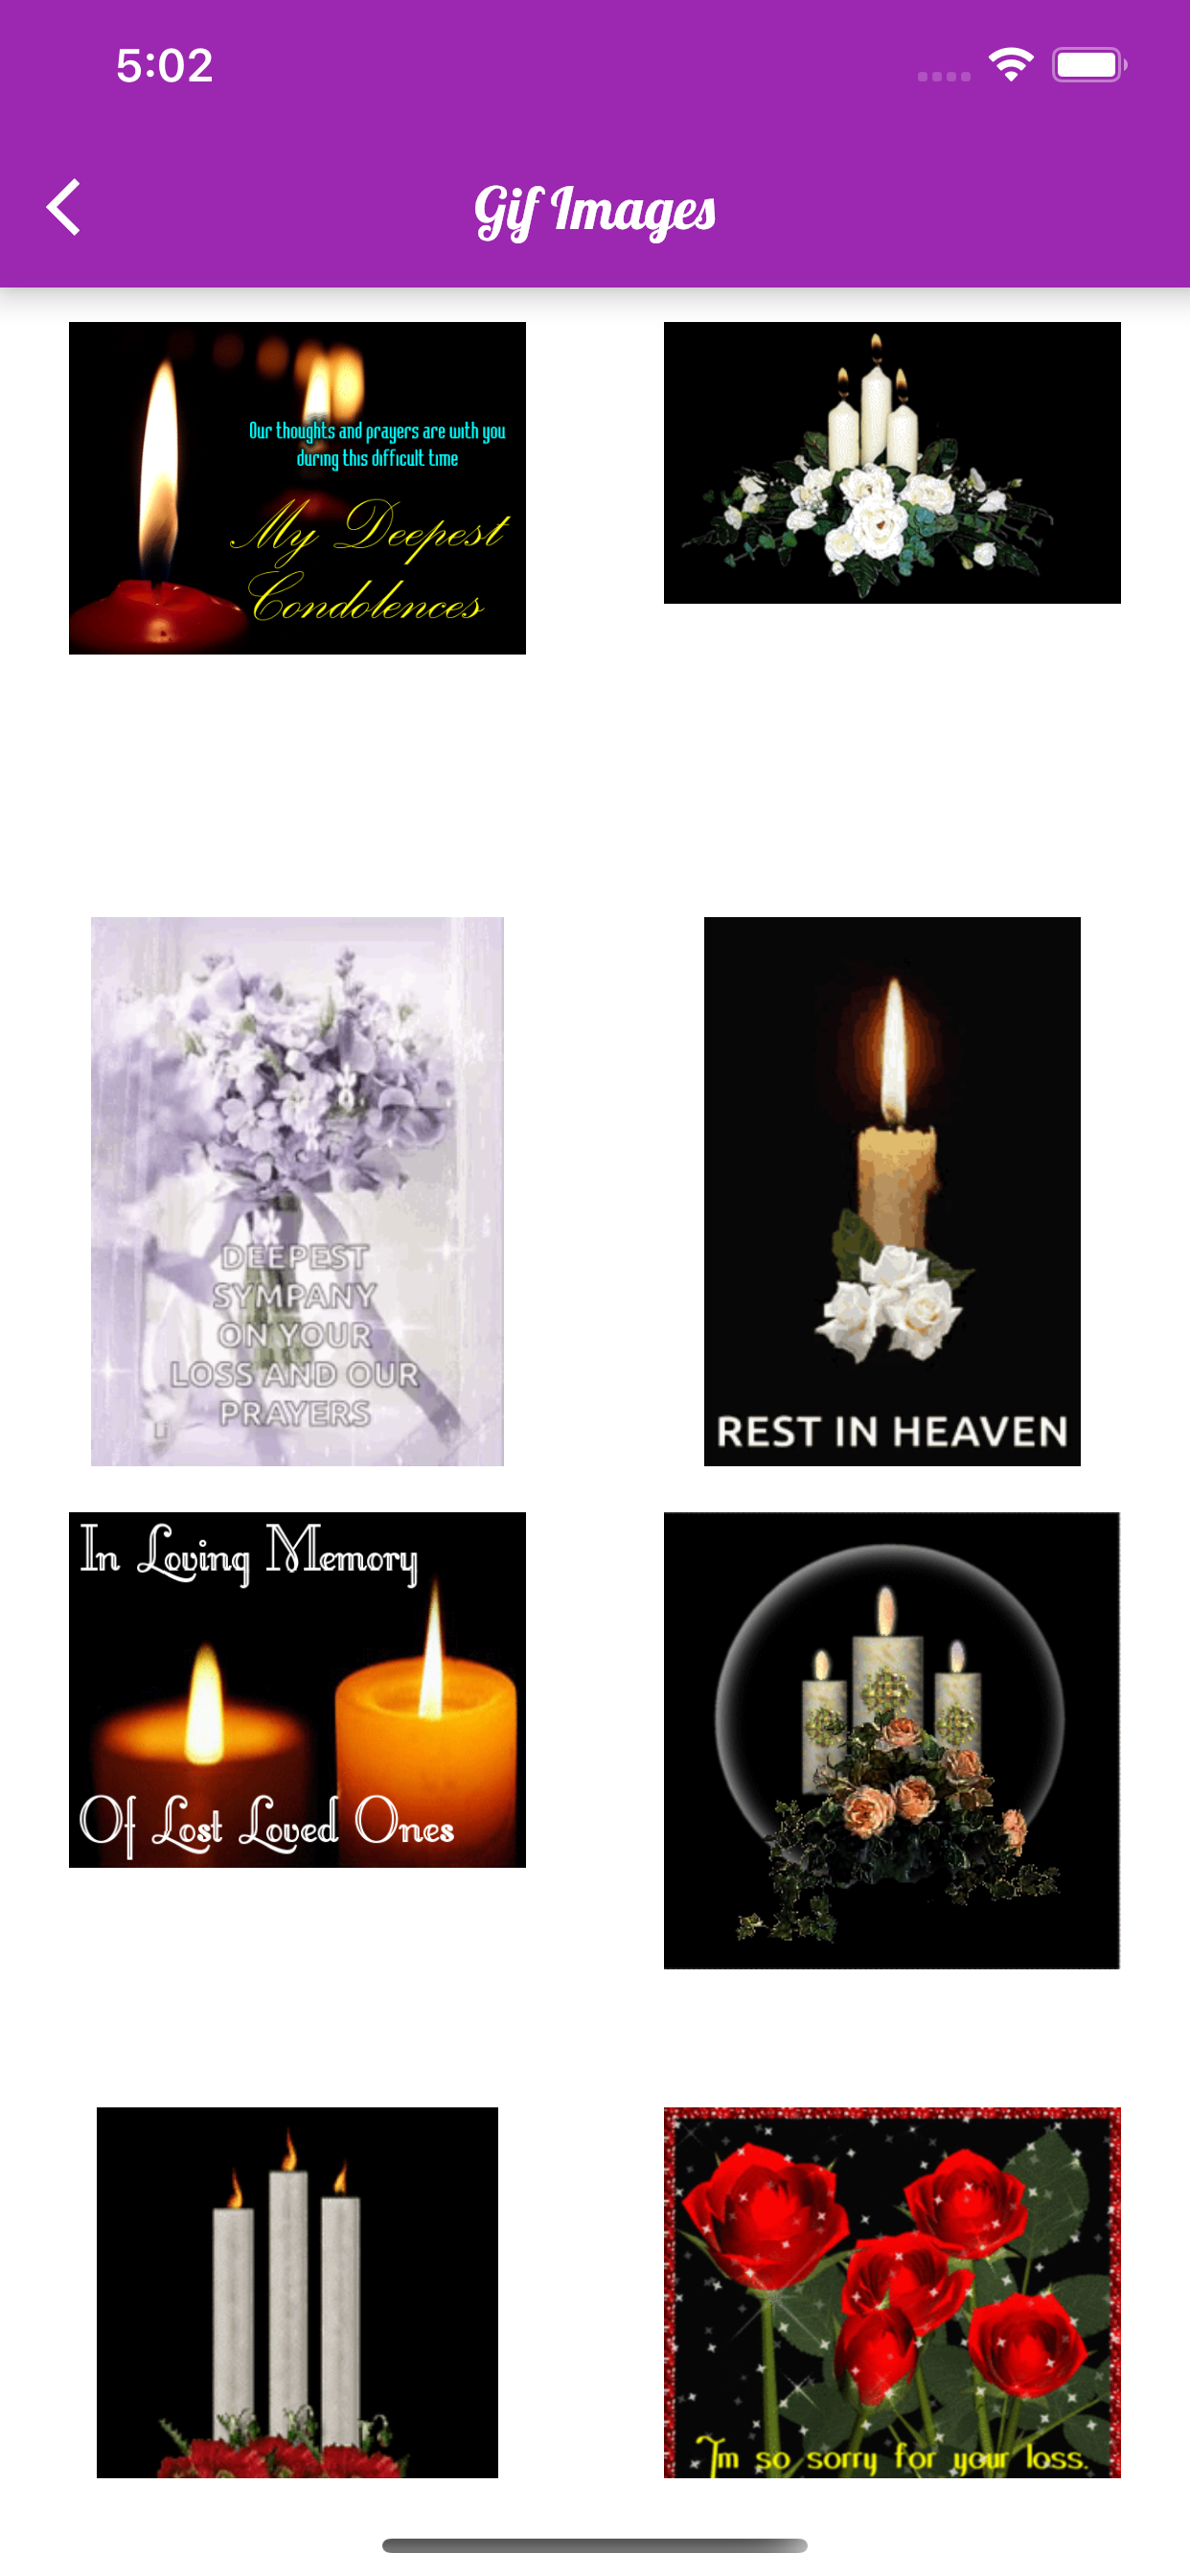 5:02
Gif Images
Our thoughts and prayers are with you
during this difficult time
My Deepest
Condolences
DEEPEST
SYMPANY
ON YOUR
LOSS AND OUR
PRAYERS
REST IN HEAVEN
In Loving Memory
Of Lost Loved Ones
I'm so sorry for your loss.